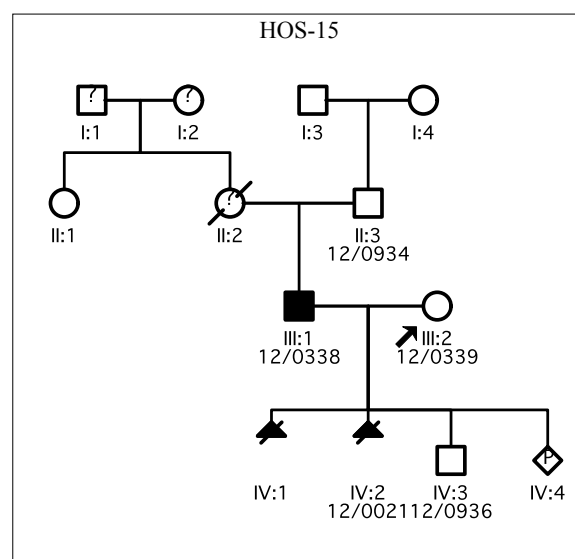 HOS-15
? ?
I:1 I:2 I:3 I:4
?
II:1 II:2 II:3
12/0934
III:1 III:2
12/0338 12/0339
P
IV:1 IV:2 IV:3 IV:4
12/002112/0936